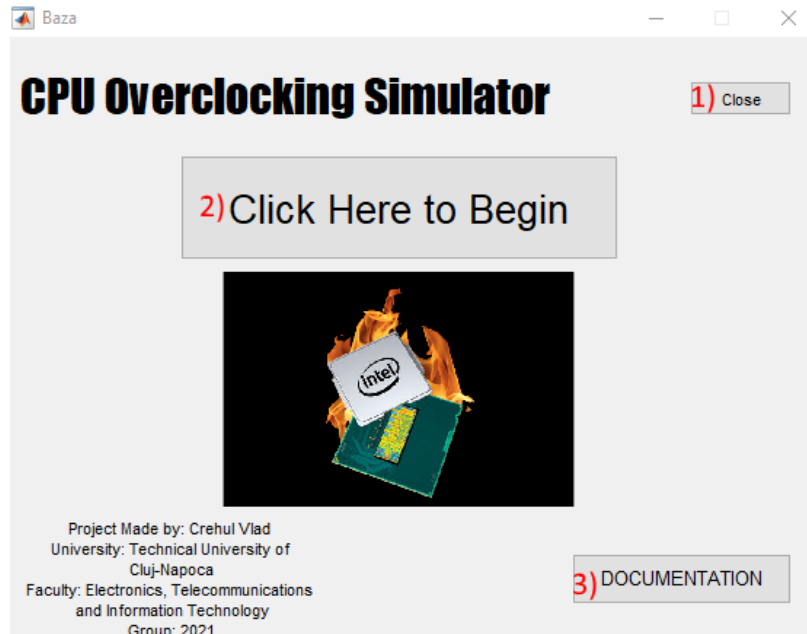 Baza
CPU Overclocking Simulator
1) Close
2) Click Here to Begin
intel
Project Made by: Crehul Vlad
University: Technical University of
Cluj-Napoca
Faculty: Electronics, Telecommunications
and Information Technology
Group: 2021
3) DOCUMENTATION